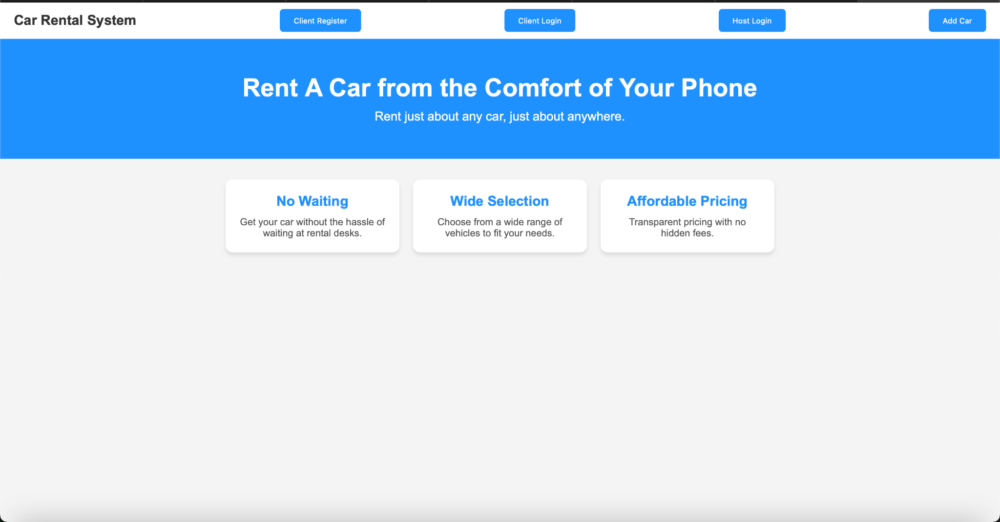 Car Rental System
Client Register
Client Login
Host Login
Add Car
Rent A Car from the Comfort of Your Phone
Rent just about any car, just about anywhere.
No Waiting
Get your car without the hassle of
waiting at rental desks.
Wide Selection
Choose from a wide range of
vehicles to fit your needs.
Affordable Pricing
Transparent pricing with no
hidden fees.